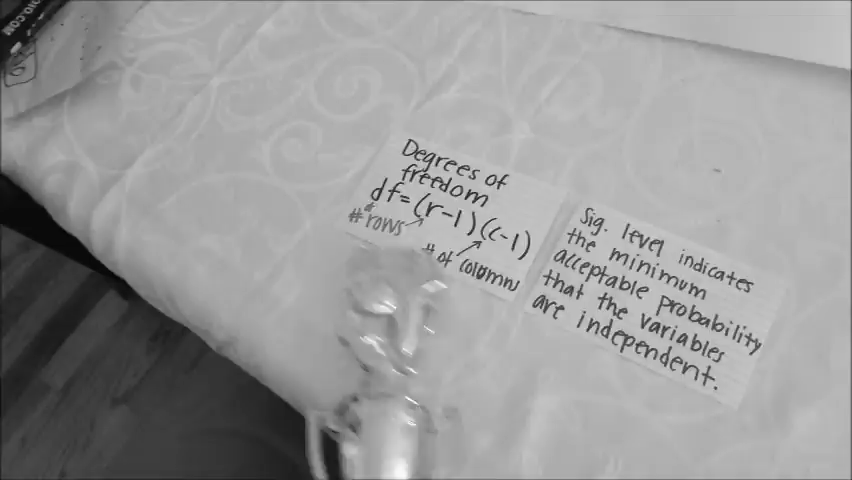 Degrees of
freedom
df=(r-1)(c-1)
# of rows
# of columns
Sig. level indicates
the minimum
acceptable probability
that the variables
are independent.